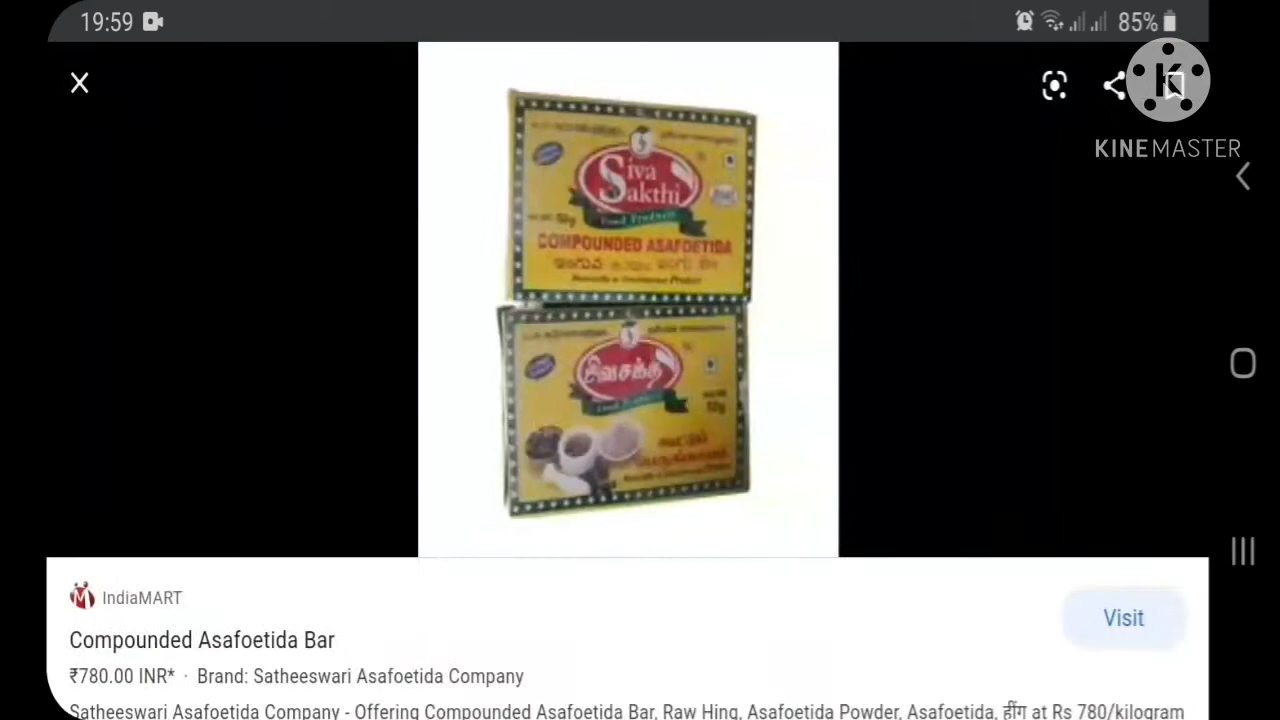 19:59
85%
K
KINEMASTER
Siva
Sakthi
Food Products
50g
COMPOUNDED ASAFOETIDA
சிவசக்தி
50g
கூட்டுப்
பெருங்காயம்
IndiaMART
Visit
Compounded Asafoetida Bar
₹780.00 INR* · Brand: Satheeswari Asafoetida Company
Satheeswari Asafoetida Company - Offering Compounded Asafoetida Bar, Raw Hing, Asafoetida Powder, Asafoetida, हींग at Rs 780/kilogram